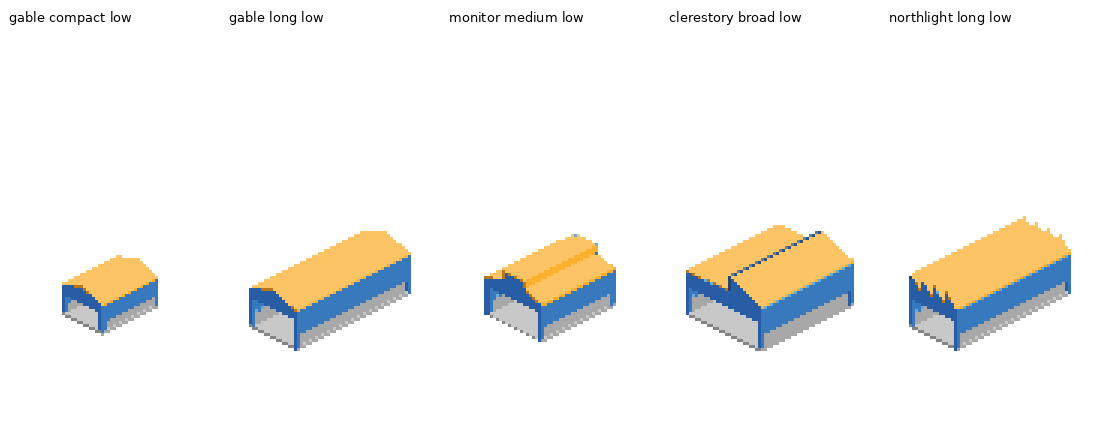 gable compact low
gable long low
monitor medium low
clerestory broad low
northlight long low